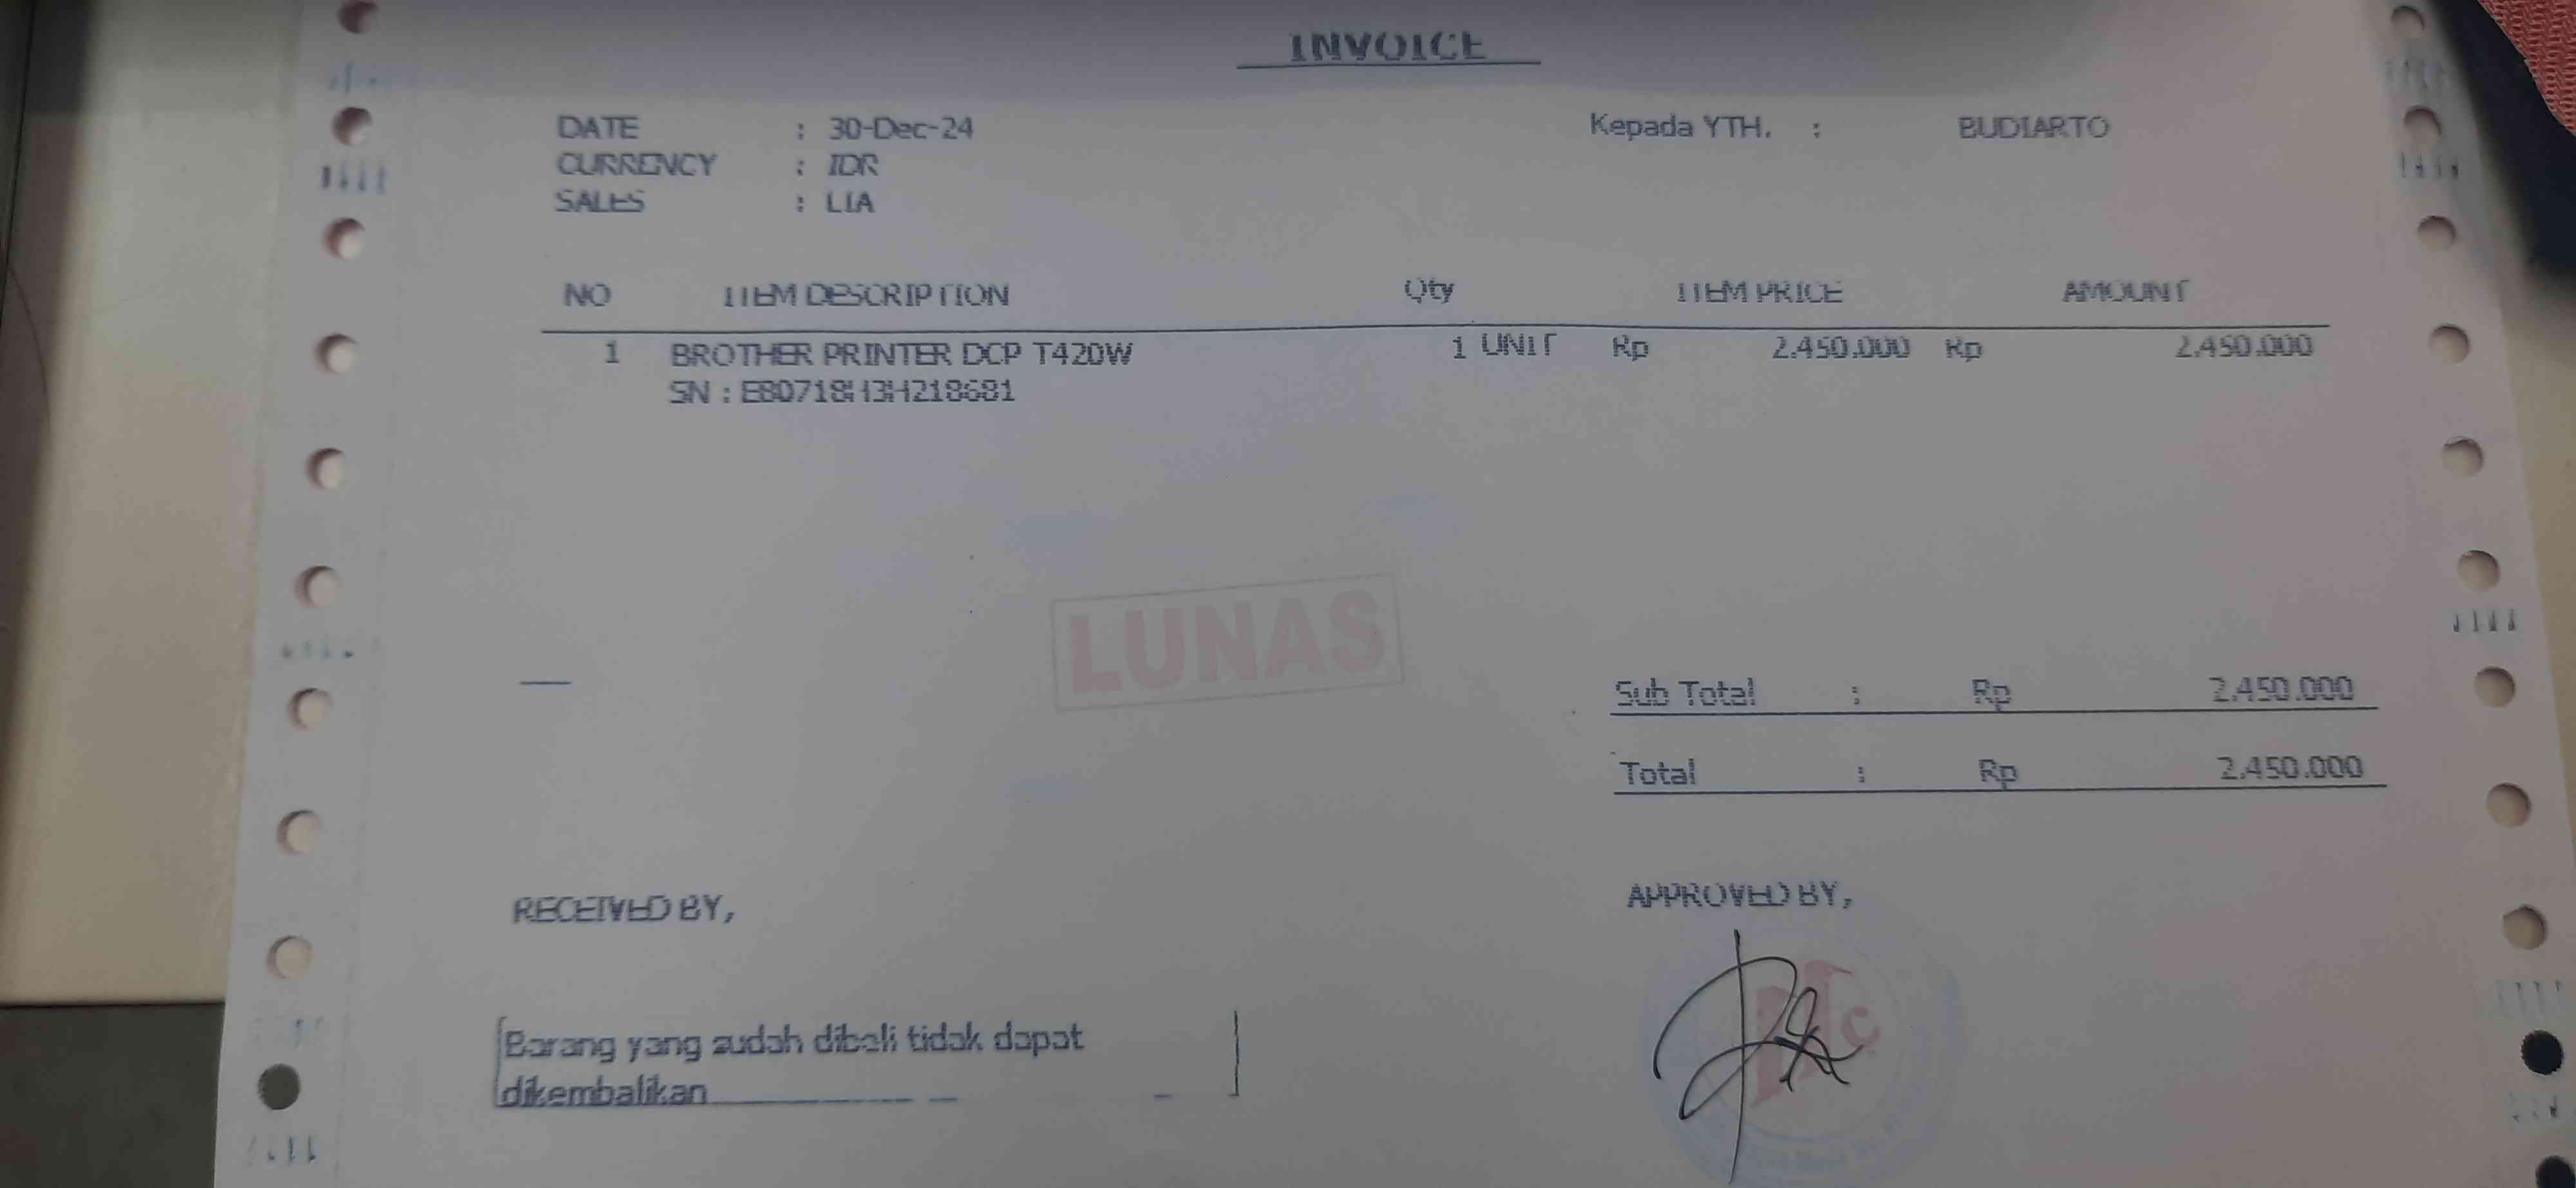 INVOICE
DATE : 30-Dec-24
Kepada YTH. : BUDIARTO
CURRENCY : IDR
SALES : LIA
NO ITEM DESCRIPTION Qty ITEM PRICE AMOUNT
1 BROTHER PRINTER DCP T420W 1 UNIT Rp 2.450.000 Rp 2.450.000
SN : E80718H3H218681
LUNAS
Sub Total : Rp 2.450.000
Total : Rp 2.450.000
RECEIVED BY,
APPROVED BY,
Barang yang sudah dibeli tidak dapat
dikembalikan